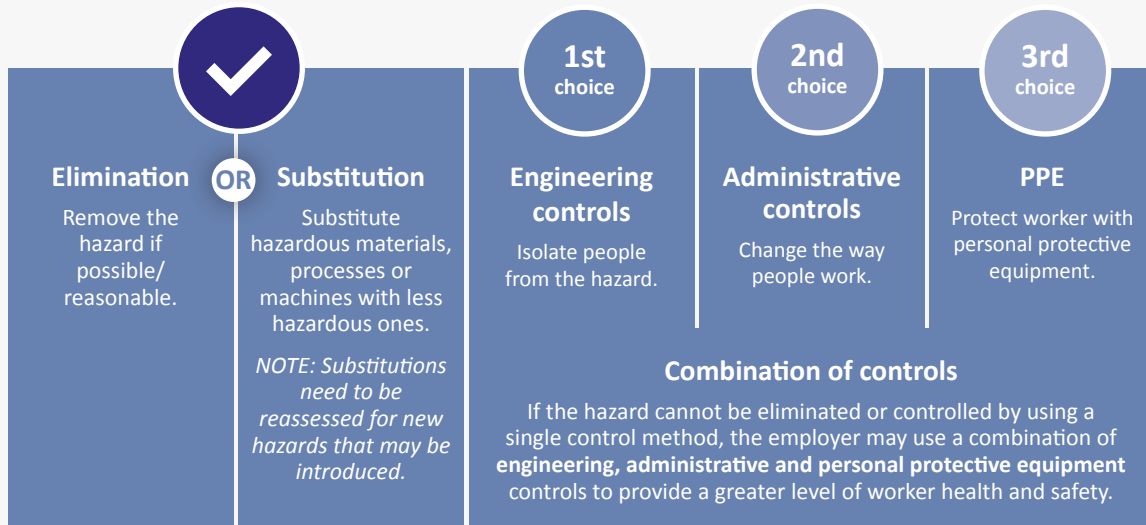 1st
choice
2nd
choice
3rd
choice
Elimination
Remove the
hazard if
possible/
reasonable.
OR
Substitution
Substitute
hazardous materials,
processes or
machines with less
hazardous ones.
NOTE: Substitutions
need to be
reassessed for new
hazards that may be
introduced.
Engineering
controls
Isolate people
from the hazard.
Administrative
controls
Change the way
people work.
PPE
Protect worker with
personal protective
equipment.
Combination of controls
If the hazard cannot be eliminated or controlled by using a
single control method, the employer may use a combination of
engineering, administrative and personal protective equipment
controls to provide a greater level of worker health and safety.